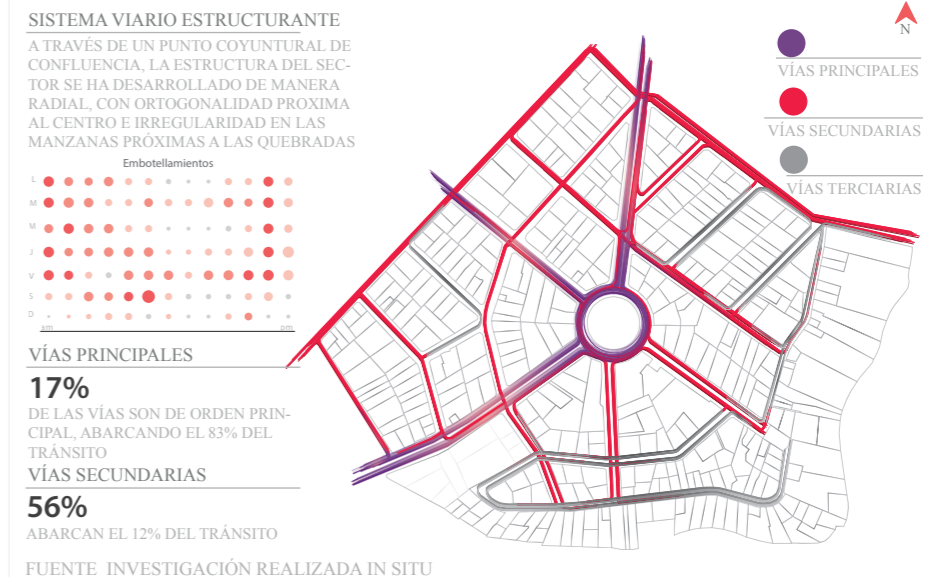 SISTEMA VIARIO ESTRUCTURANTE
A TRAVÉS DE UN PUNTO COYUNTURAL DE
CONFLUENCIA, LA ESTRUCTURA DEL SEC-
TOR SE HA DESARROLLADO DE MANERA
RADIAL, CON ORTOGONALIDAD PROXIMA
AL CENTRO E IRREGULARIDAD EN LAS
MANZANAS PRÓXIMAS A LAS QUEBRADAS
Embotellamientos
L
M
M
J
V
S
D
am pm
VÍAS PRINCIPALES
17%
DE LAS VÍAS SON DE ORDEN PRIN-
CIPAL, ABARCANDO EL 83% DEL
TRÁNSITO
VÍAS SECUNDARIAS
56%
ABARCAN EL 12% DEL TRÁNSITO
FUENTE INVESTIGACIÓN REALIZADA IN SITU
N
VÍAS PRINCIPALES
VÍAS SECUNDARIAS
VÍAS TERCIARIAS